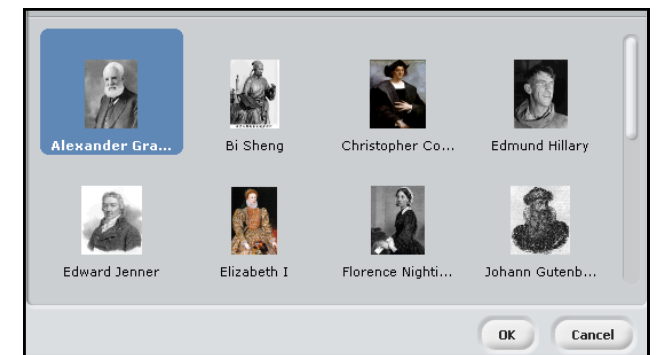 Alexander Gra... Bi Sheng Christopher Co... Edmund Hillary
Edward Jenner Elizabeth I Florence Nighti... Johann Gutenb...
OK Cancel